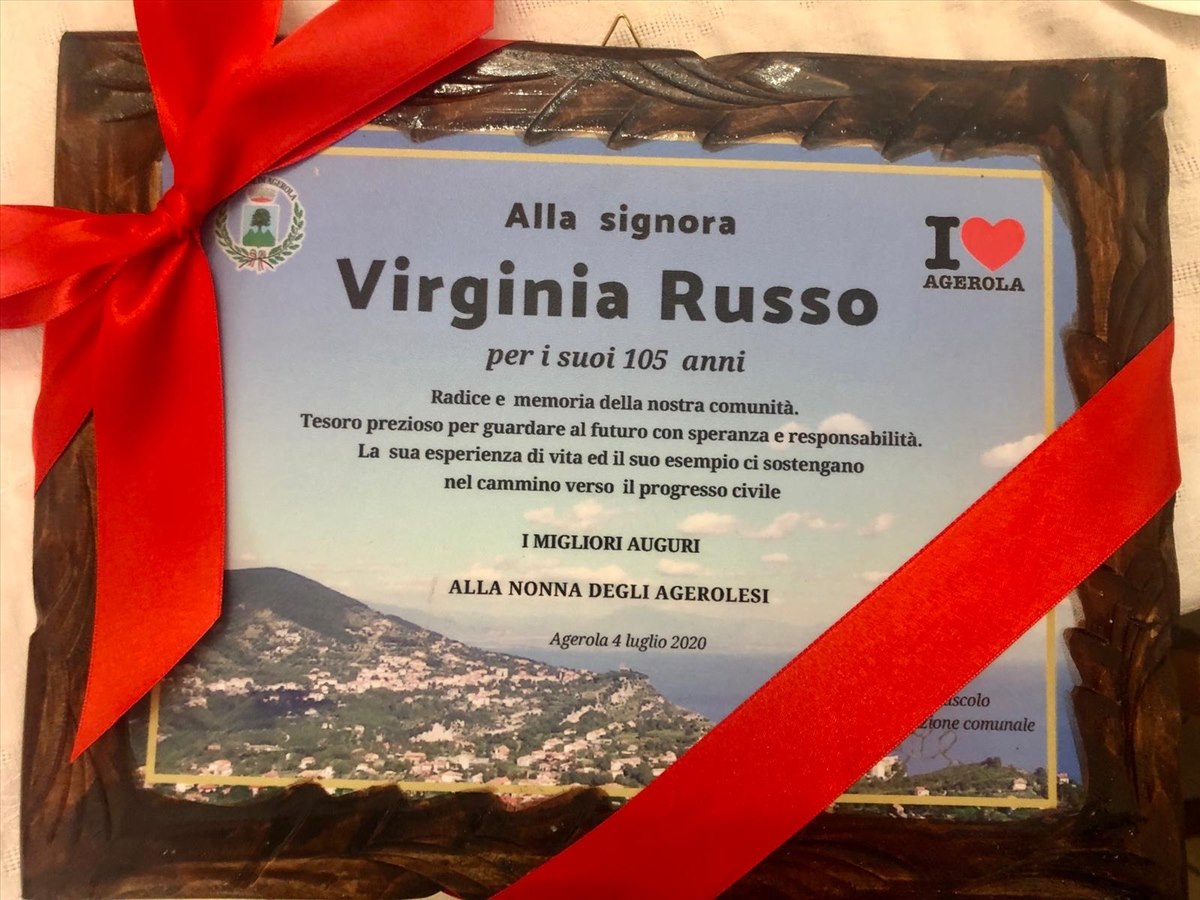 Alla signora
Virginia Russo
per i suoi 105 anni
Radice e memoria della nostra comunità.
Tesoro prezioso per guardare al futuro con speranza e responsabilità.
La sua esperienza di vita ed il suo esempio ci sostengano
nel cammino verso il progresso civile
I MIGLIORI AUGURI
ALLA NONNA DEGLI AGEROLESI
Agerola 4 luglio 2020
comunale
I
AGEROLA
AGEROLA